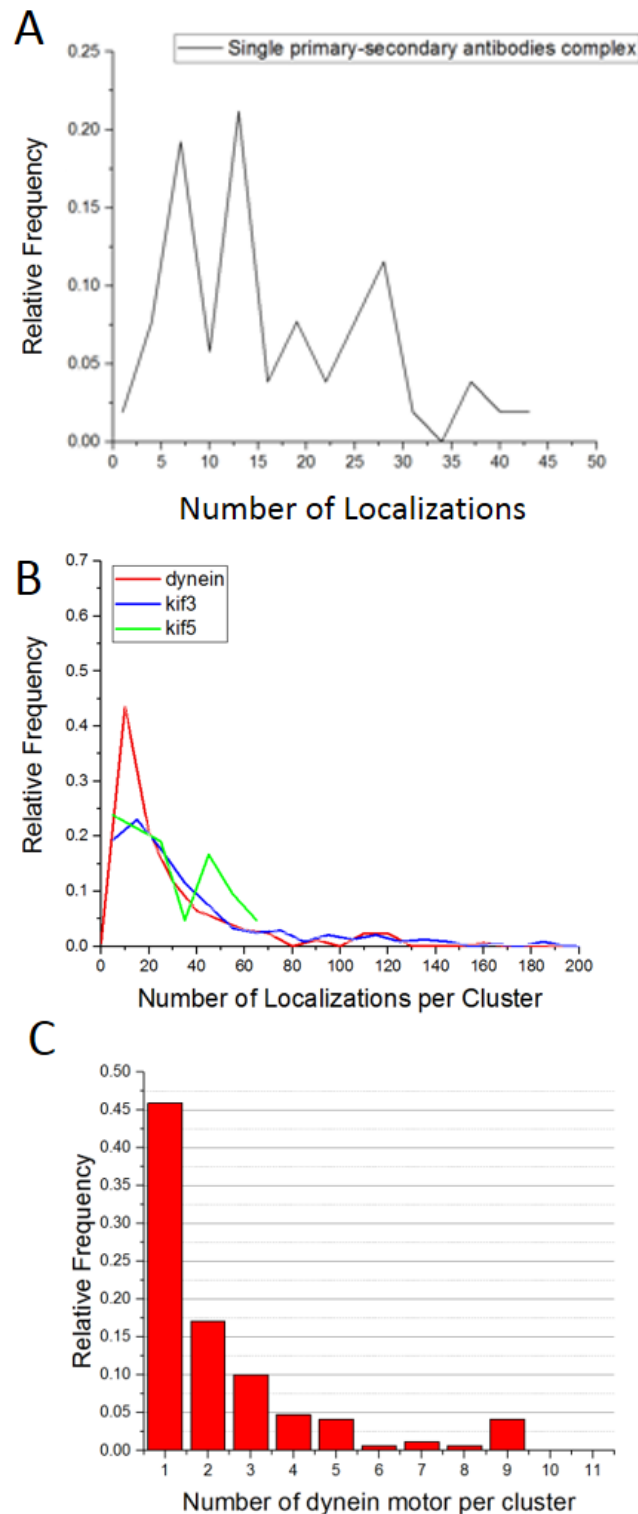 A
Single primary-secondary antibodies complex
0.25
0.20
0.15
0.10
0.05
0.00
Relative Frequency
0 5 10 15 20 25 30 35 40 45 50
Number of Localizations
B
dynein
kif3
kif5
0.7
0.6
0.5
0.4
0.3
0.2
0.1
0.0
Relative Frequency
0 20 40 60 80 100 120 140 160 180 200
Number of Localizations per Cluster
C
0.50
0.45
0.40
0.35
0.30
0.25
0.20
0.15
0.10
0.05
0.00
Relative Frequency
1 2 3 4 5 6 7 8 9 10 11
Number of dynein motor per cluster